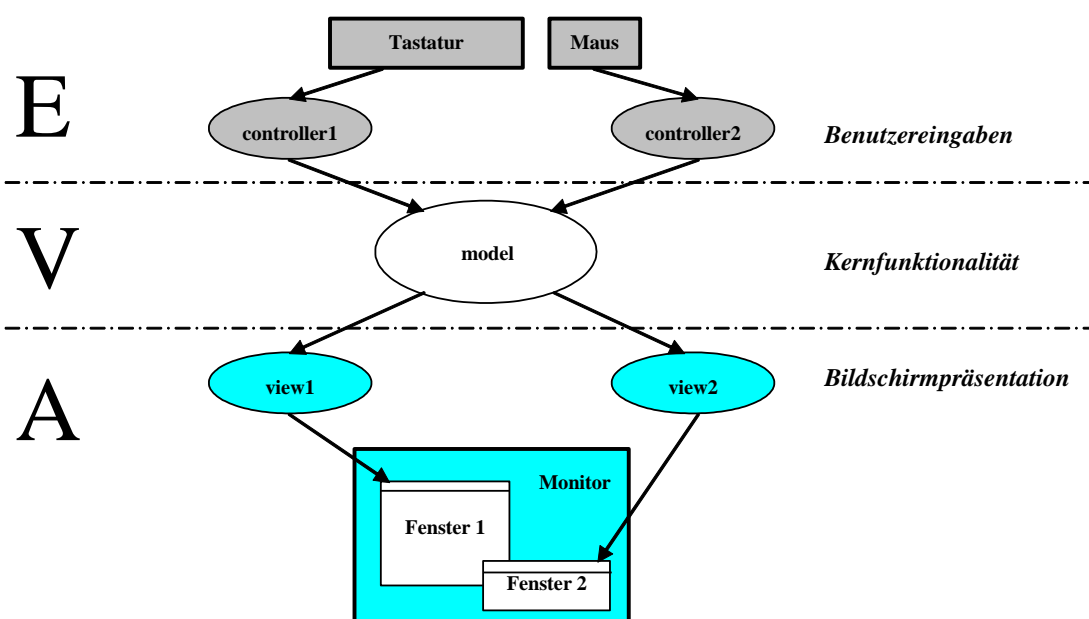 Tastatur
Maus
E
controller1
controller2
Benutzereingaben
V
model
Kernfunktionalität
A
view1
view2
Bildschirmpräsentation
Monitor
Fenster 1
Fenster 2